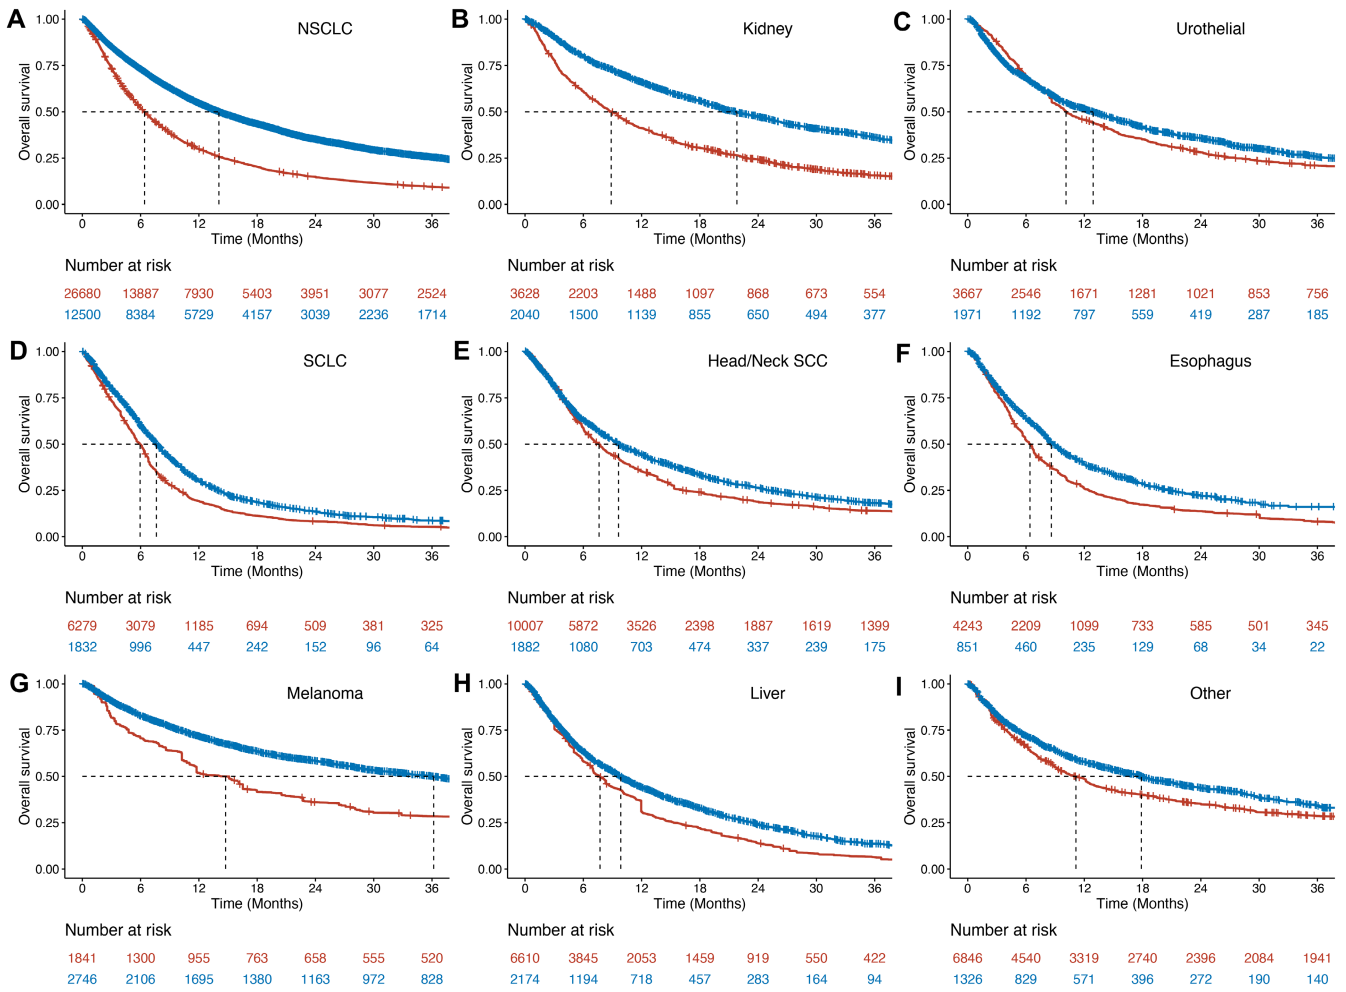 A
NSCLC
Overall survival
1.00
0.75
0.50
0.25
0.00
0 6 12 18 24 30 36
Time (Months)
Number at risk
26680 13887 7930 5403 3951 3077 2524
12500 8384 5729 4157 3039 2236 1714
B
Kidney
Overall survival
1.00
0.75
0.50
0.25
0.00
0 6 12 18 24 30 36
Time (Months)
Number at risk
3628 2203 1488 1097 868 673 554
2040 1500 1139 855 650 494 377
C
Urothelial
Overall survival
1.00
0.75
0.50
0.25
0.00
0 6 12 18 24 30 36
Time (Months)
Number at risk
3667 2546 1671 1281 1021 853 756
1971 1192 797 559 419 287 185
D
SCLC
Overall survival
1.00
0.75
0.50
0.25
0.00
0 6 12 18 24 30 36
Time (Months)
Number at risk
6279 3079 1185 694 509 381 325
1832 996 447 242 152 96 64
E
Head/Neck SCC
Overall survival
1.00
0.75
0.50
0.25
0.00
0 6 12 18 24 30 36
Time (Months)
Number at risk
10007 5872 3526 2398 1887 1619 1399
1882 1080 703 474 337 239 175
F
Esophagus
Overall survival
1.00
0.75
0.50
0.25
0.00
0 6 12 18 24 30 36
Time (Months)
Number at risk
4243 2209 1099 733 585 501 345
851 460 235 129 68 34 22
G
Melanoma
Overall survival
1.00
0.75
0.50
0.25
0.00
0 6 12 18 24 30 36
Time (Months)
Number at risk
1841 1300 955 763 658 555 520
2746 2106 1695 1380 1163 972 828
H
Liver
Overall survival
1.00
0.75
0.50
0.25
0.00
0 6 12 18 24 30 36
Time (Months)
Number at risk
6610 3845 2053 1459 919 550 422
2174 1194 718 457 283 164 94
I
Other
Overall survival
1.00
0.75
0.50
0.25
0.00
0 6 12 18 24 30 36
Time (Months)
Number at risk
6846 4540 3319 2740 2396 2084 1941
1326 829 571 396 272 190 140